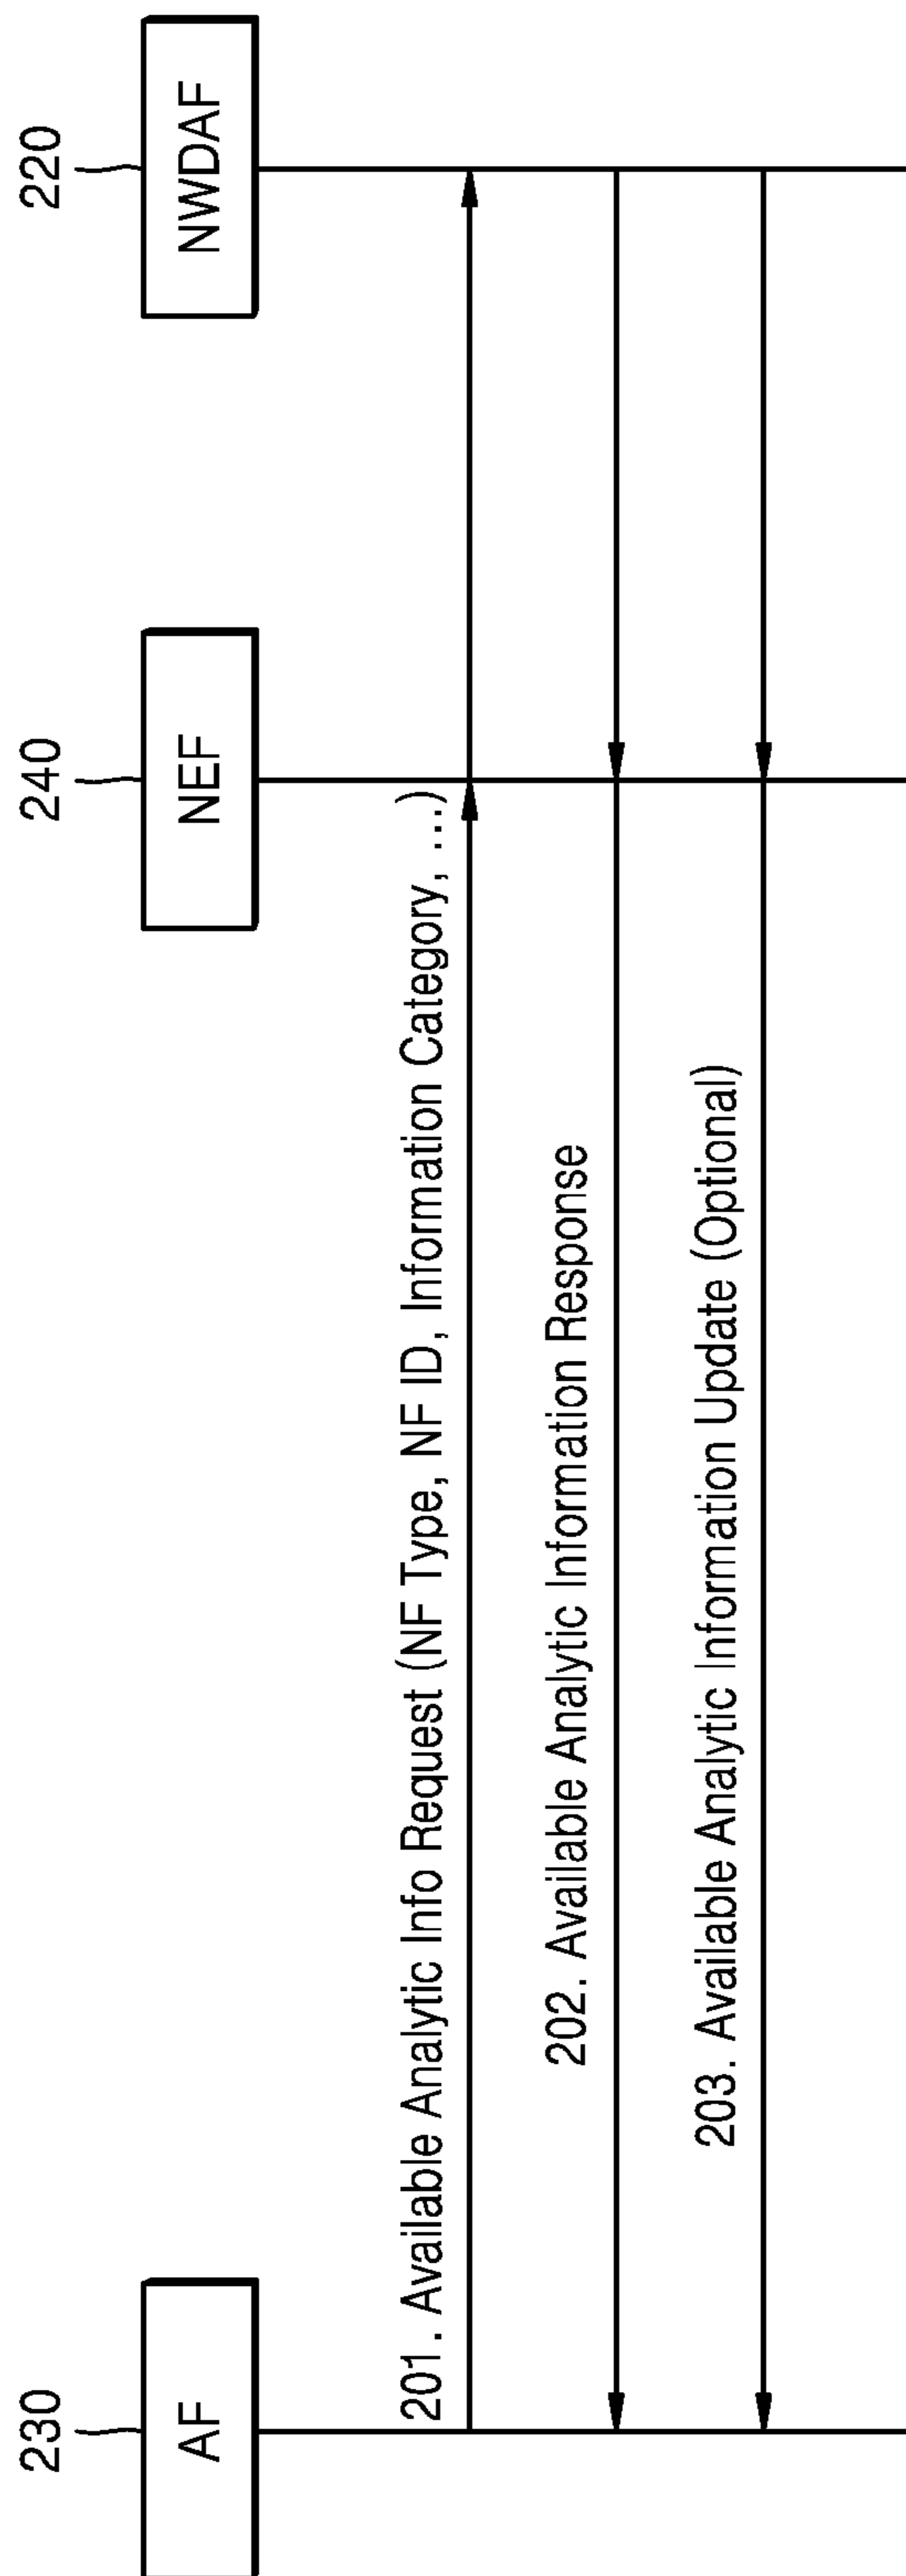 230
240
220
AF
NEF
NWDAF
201. Available Analytic Info Request (NF Type, NF ID, Information Category, ...)
202. Available Analytic Information Response
203. Available Analytic Information Update (Optional)